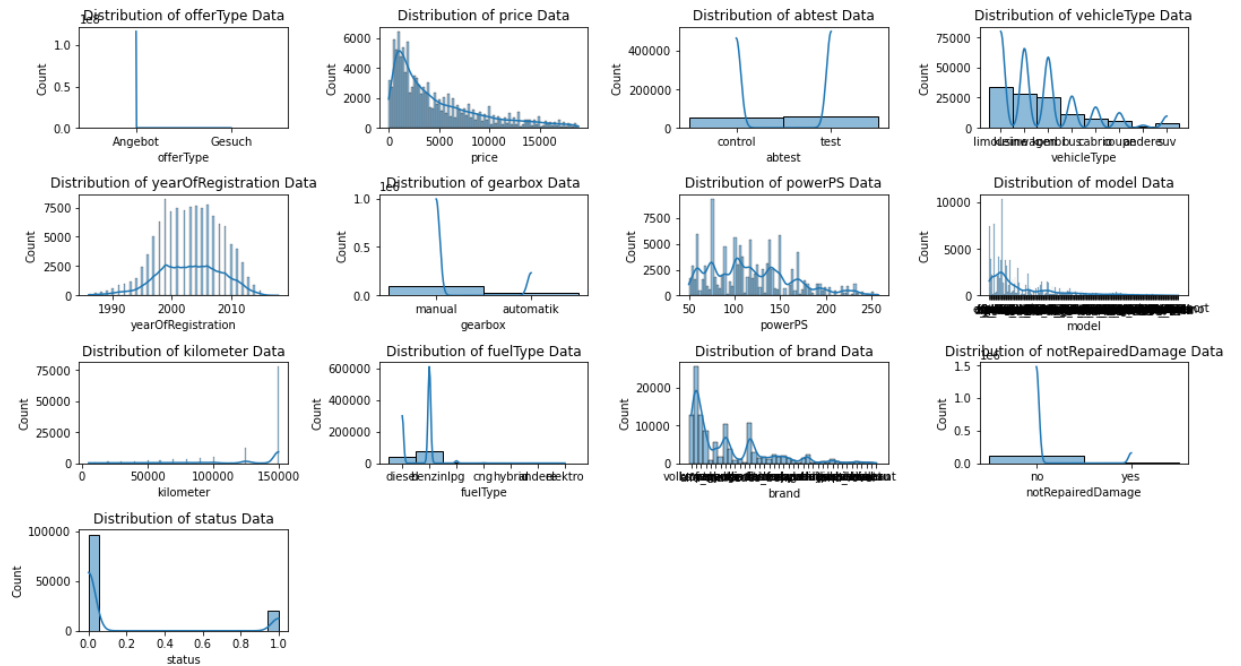 Distribution of offerType Data
1e8
Count
1.0
0.5
0.0
Angebot Gesuch
offerType
Distribution of price Data
Count
6000
4000
2000
0
0 5000 10000 15000
price
Distribution of abtest Data
Count
400000
200000
0
control test
abtest
Distribution of vehicleType Data
Count
75000
50000
25000
0
limousine kleinwagen kombi bus cabrio coupe andere suv
vehicleType
Distribution of yearOfRegistration Data
Count
7500
5000
2500
0
1990 2000 2010
yearOfRegistration
Distribution of gearbox Data
1e6
Count
1.0
0.5
0.0
manual automatik
gearbox
Distribution of powerPS Data
Count
7500
5000
2500
0
50 100 150 200 250
powerPS
Distribution of model Data
Count
10000
5000
0
model
Distribution of kilometer Data
Count
75000
50000
25000
0
0 50000 100000 150000
kilometer
Distribution of fuelType Data
Count
600000
400000
200000
0
diesel benzin lpg cng hybrid andere elektro
fuelType
Distribution of brand Data
Count
20000
10000
0
brand
Distribution of notRepairedDamage Data
1e6
Count
1.5
1.0
0.5
0.0
no yes
notRepairedDamage
Distribution of status Data
Count
100000
50000
0
0.0 0.2 0.4 0.6 0.8 1.0
status